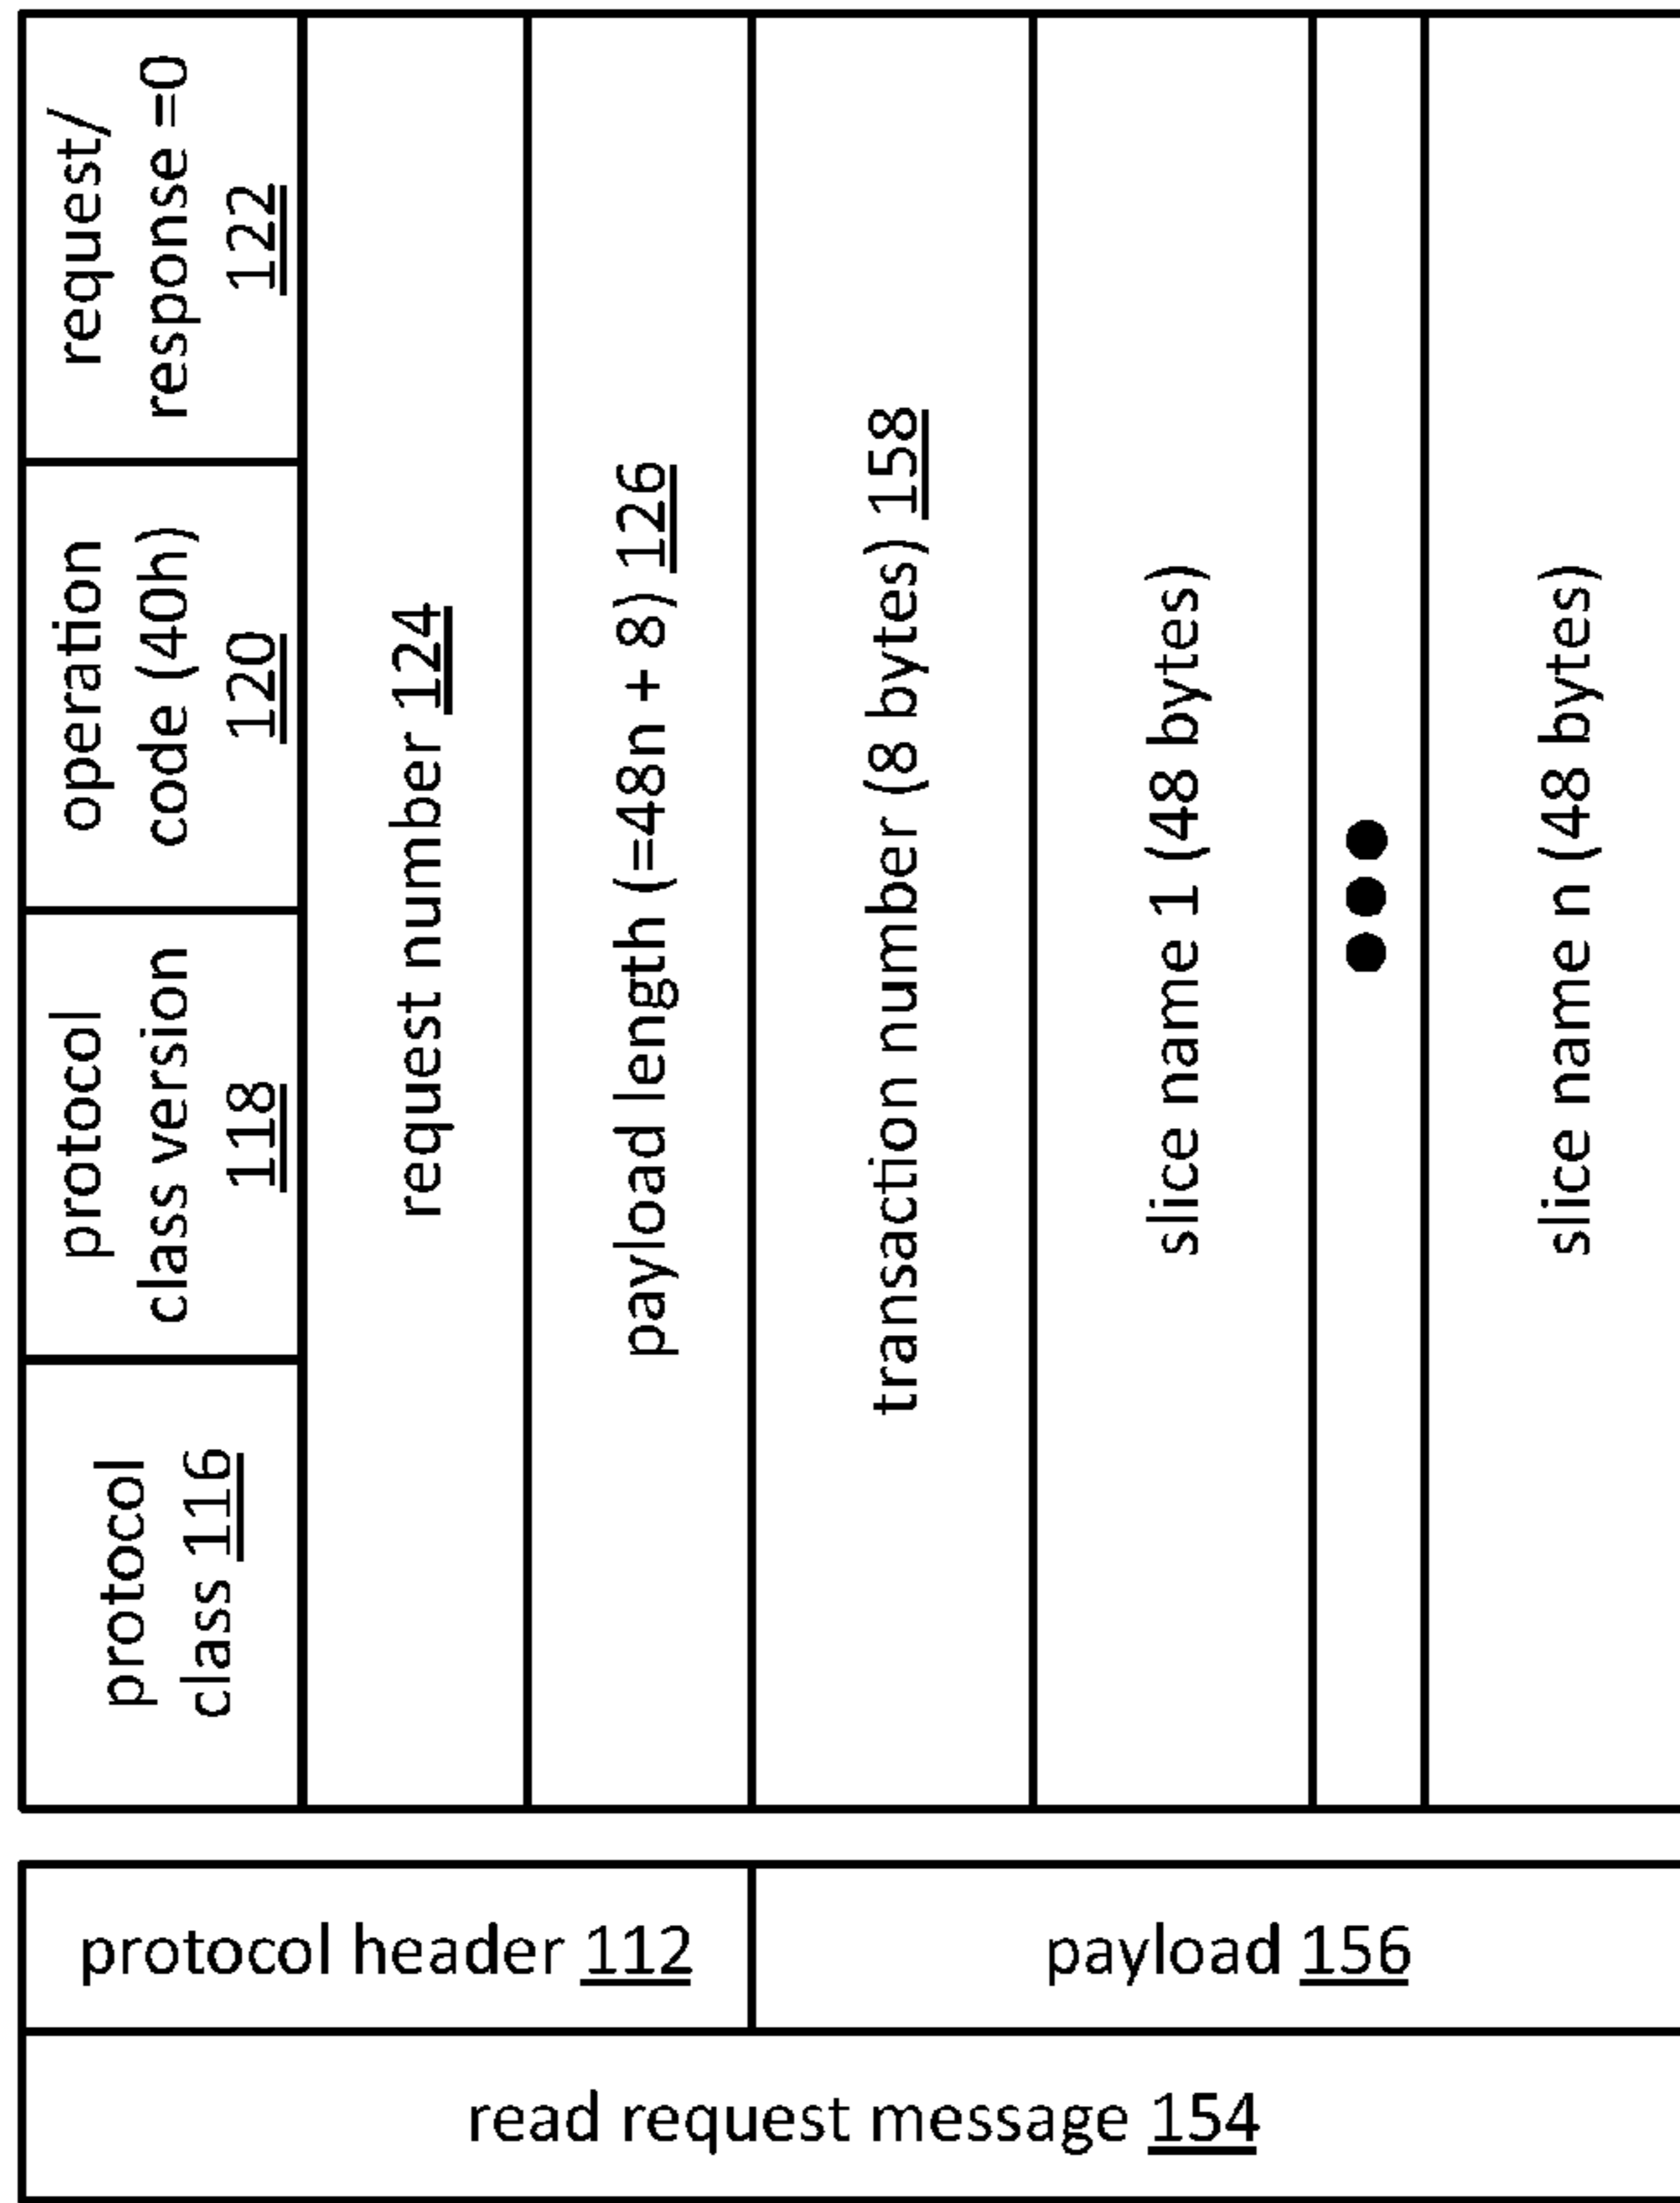 protocol
class 116
protocol
class version
118
operation
code (40h)
120
request/
response =0
122
request number 124
payload length (=48n + 8) 126
transaction number (8 bytes) 158
slice name 1 (48 bytes)
slice name n (48 bytes)
protocol header 112
payload 156
read request message 154